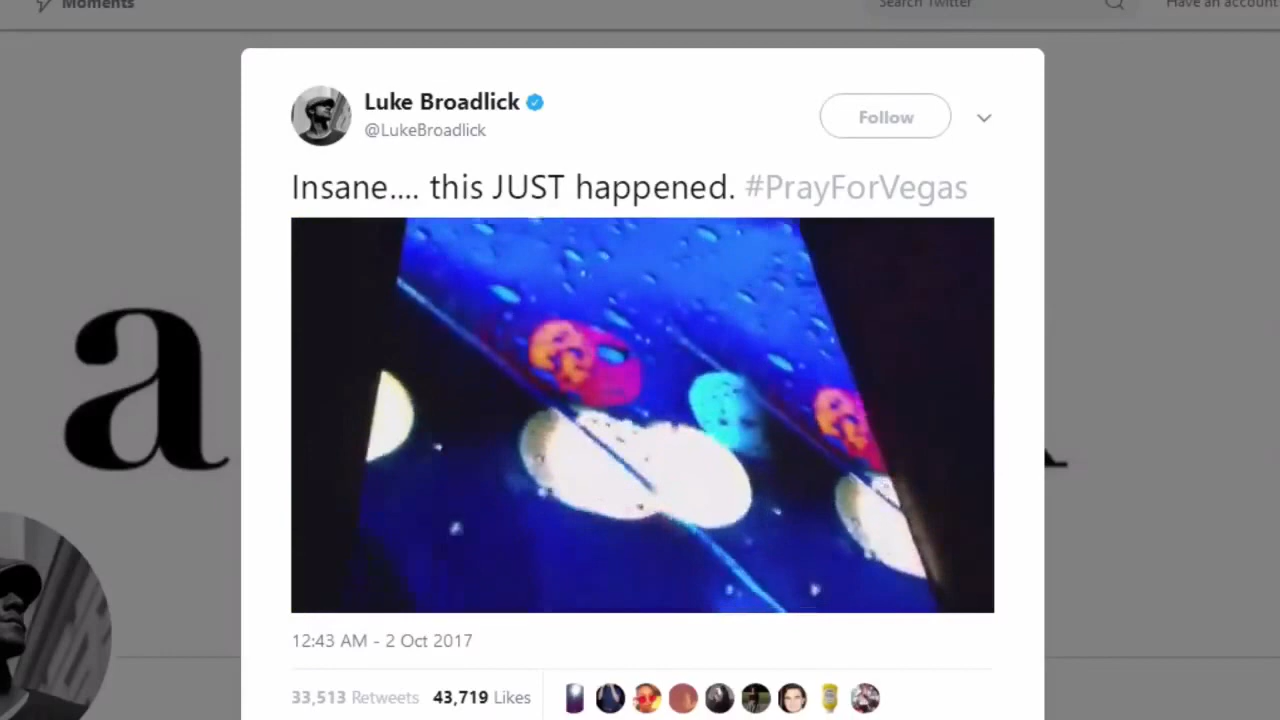 Moments
Search Twitter
Have an account
Luke Broadlick
@LukeBroadlick
Follow
Insane.... this JUST happened. #PrayForVegas
a
12:43 AM - 2 Oct 2017
33,513 Retweets 43,719 Likes